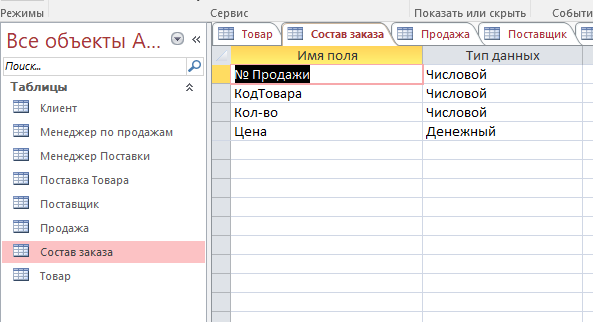 Режимы
Сервис
Показать или скрыть
Событи
Все объекты A...
Поиск...
Таблицы
Клиент
Менеджер по продажам
Менеджер Поставки
Поставка Товара
Поставщик
Продажа
Состав заказа
Товар
Товар
Состав заказа
Продажа
Поставщик
Имя поля
Тип данных
№ Продажи
Числовой
КодТовара
Числовой
Кол-во
Числовой
Цена
Денежный